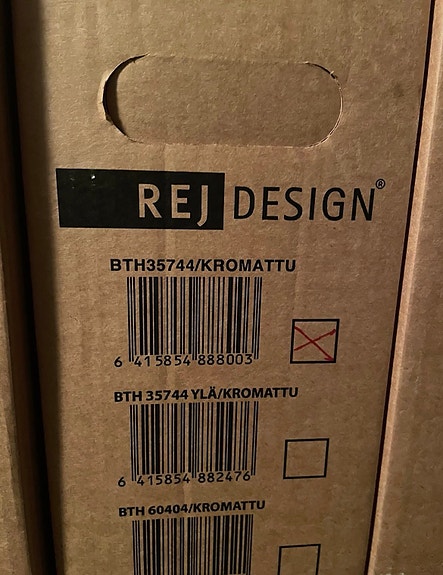 REJ DESIGN®
BTH35744/KROMATTU
6 415854 888003
BTH 35744 YLÄ/KROMATTU
6 415854 882476
BTH 60404/KROMATTU